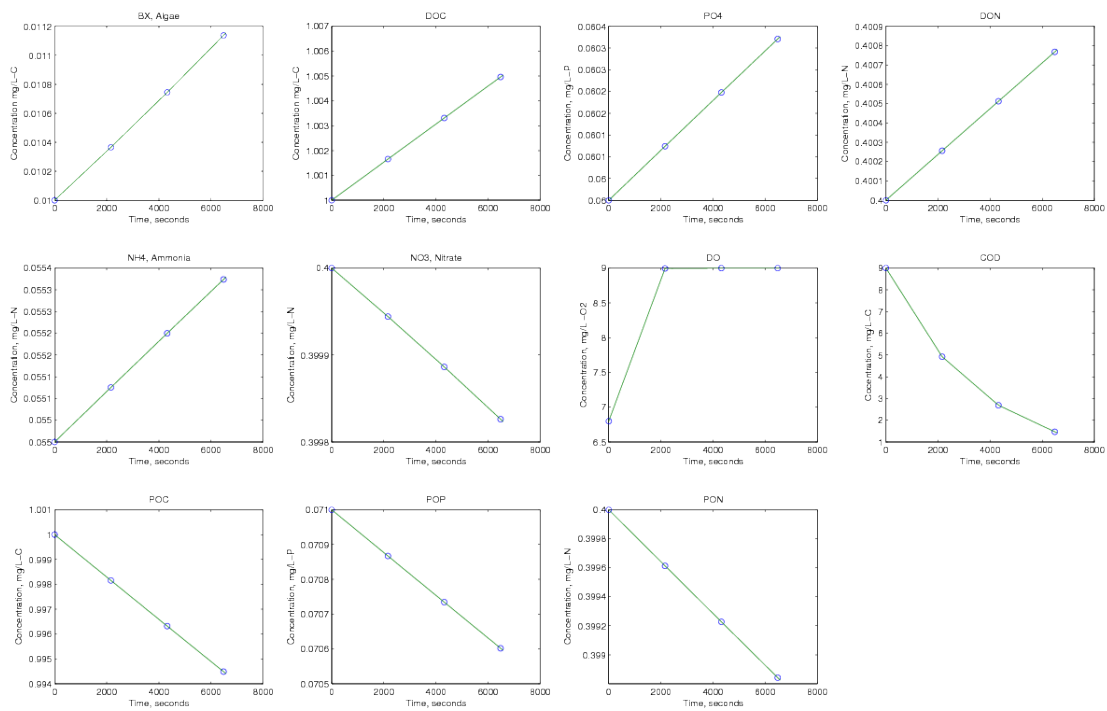 BX, Algae
Concentration mg/L-C
0.0112
0.011
0.0108
0.0106
0.0104
0.0102
0.01
0 2000 4000 6000 8000
Time, seconds
DOC
Concentration mg/L-C
1.007
1.006
1.005
1.003
1.002
1.001
1
0 2000 4000 6000 8000
Time, seconds
PO4
Concentration, mg/L-P
0.0604
0.0603
0.0603
0.0602
0.0602
0.0601
0.0601
0.06
0.06
0 2000 4000 6000 8000
Time, seconds
DON
Concentration, mg/L-N
0.4009
0.4008
0.4006
0.4005
0.4004
0.4002
0.4001
0.4
0 2000 4000 6000 8000
Time, seconds
NH4, Ammonia
Concentration, mg/L-N
0.0554
0.0553
0.0553
0.0552
0.0552
0.0551
0.0551
0.055
0.055
0 2000 4000 6000 8000
Time, seconds
NO3, Nitrate
Concentration, mg/L-N
0.4
0.3999
0.3998
0 2000 4000 6000 8000
Time, seconds
DO
Concentration, mg/L-O2
9
8.5
8
7.5
7
6.5
0 2000 4000 6000 8000
Time, seconds
COD
Cocentration, mg/L-C
9
8
7
6
5
4
3
2
1
0 2000 4000 6000 8000
Time, seconds
POC
Concentration, mg/L-C
1.001
1
0.999
0.998
0.996
0.995
0.994
0 2000 4000 6000 8000
Time, seconds
POP
Concentration, mg/L-P
0.071
0.0709
0.0708
0.0707
0.0706
0.0705
0 2000 4000 6000 8000
Time, seconds
PON
Concentration, mg/L-N
0.4
0.3998
0.3996
0.3994
0.3992
0.399
0 2000 4000 6000 8000
Time, seconds